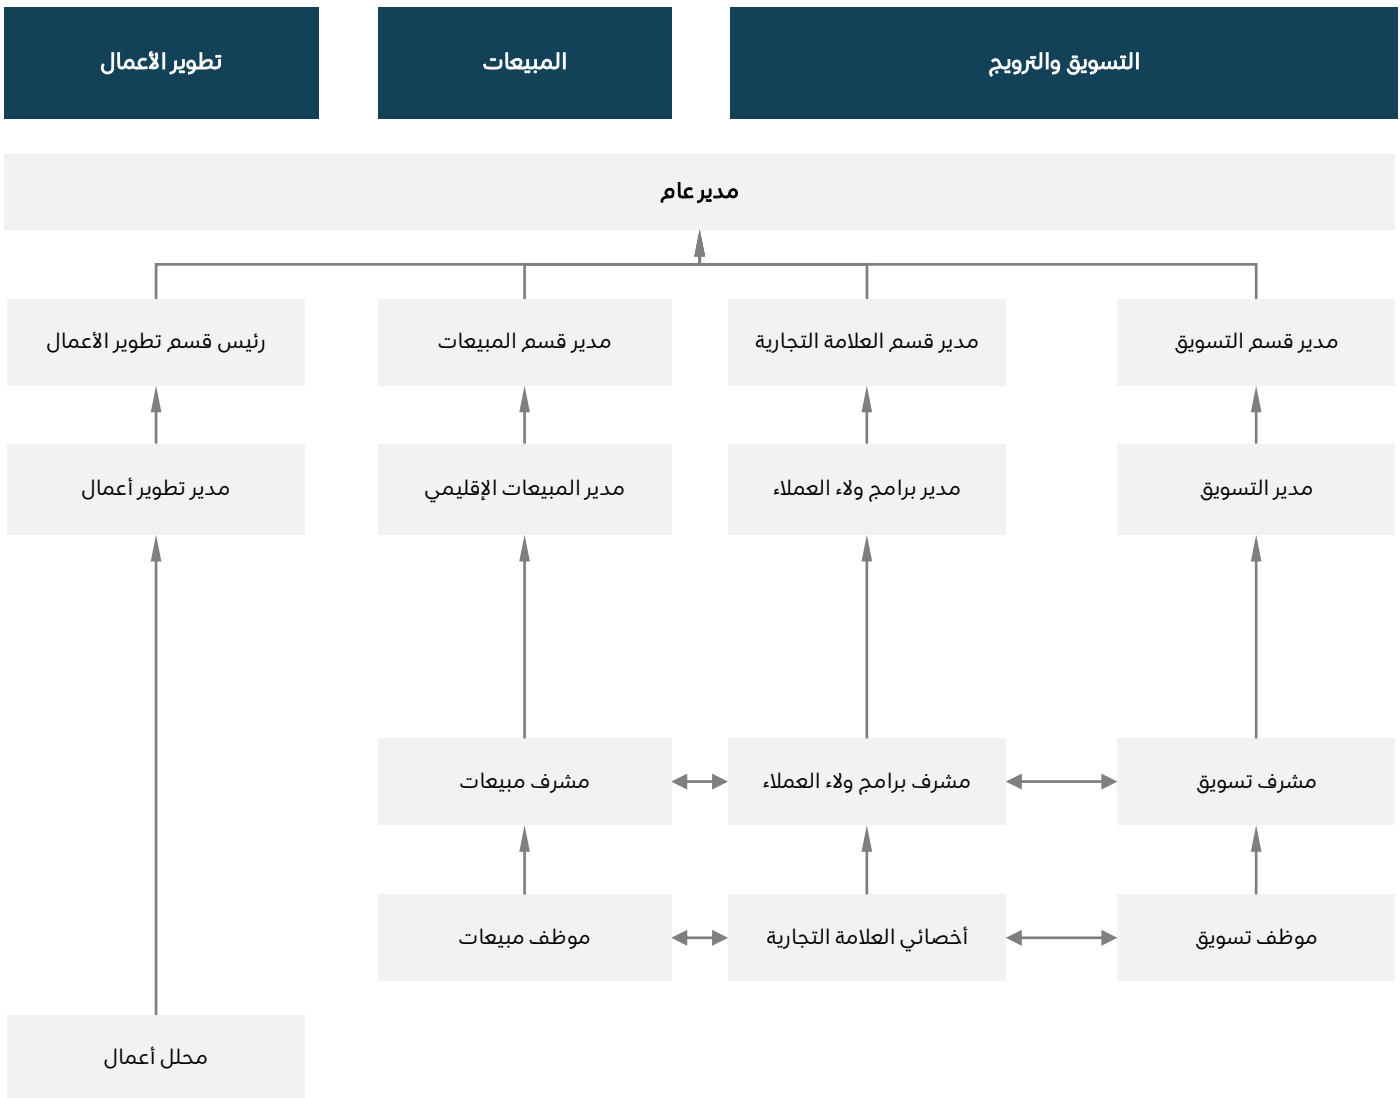 التسويق والترويج
المبيعات
تطوير الأعمال
مدير عام
مدير قسم التسويق
مدير قسم العلامة التجارية
مدير قسم المبيعات
رئيس قسم تطوير الأعمال
مدير التسويق
مدير برامج ولاء العملاء
مدير المبيعات الإقليمي
مدير تطوير أعمال
مشرف تسويق
مشرف برامج ولاء العملاء
مشرف مبيعات
موظف تسويق
أخصائي العلامة التجارية
موظف مبيعات
محلل أعمال